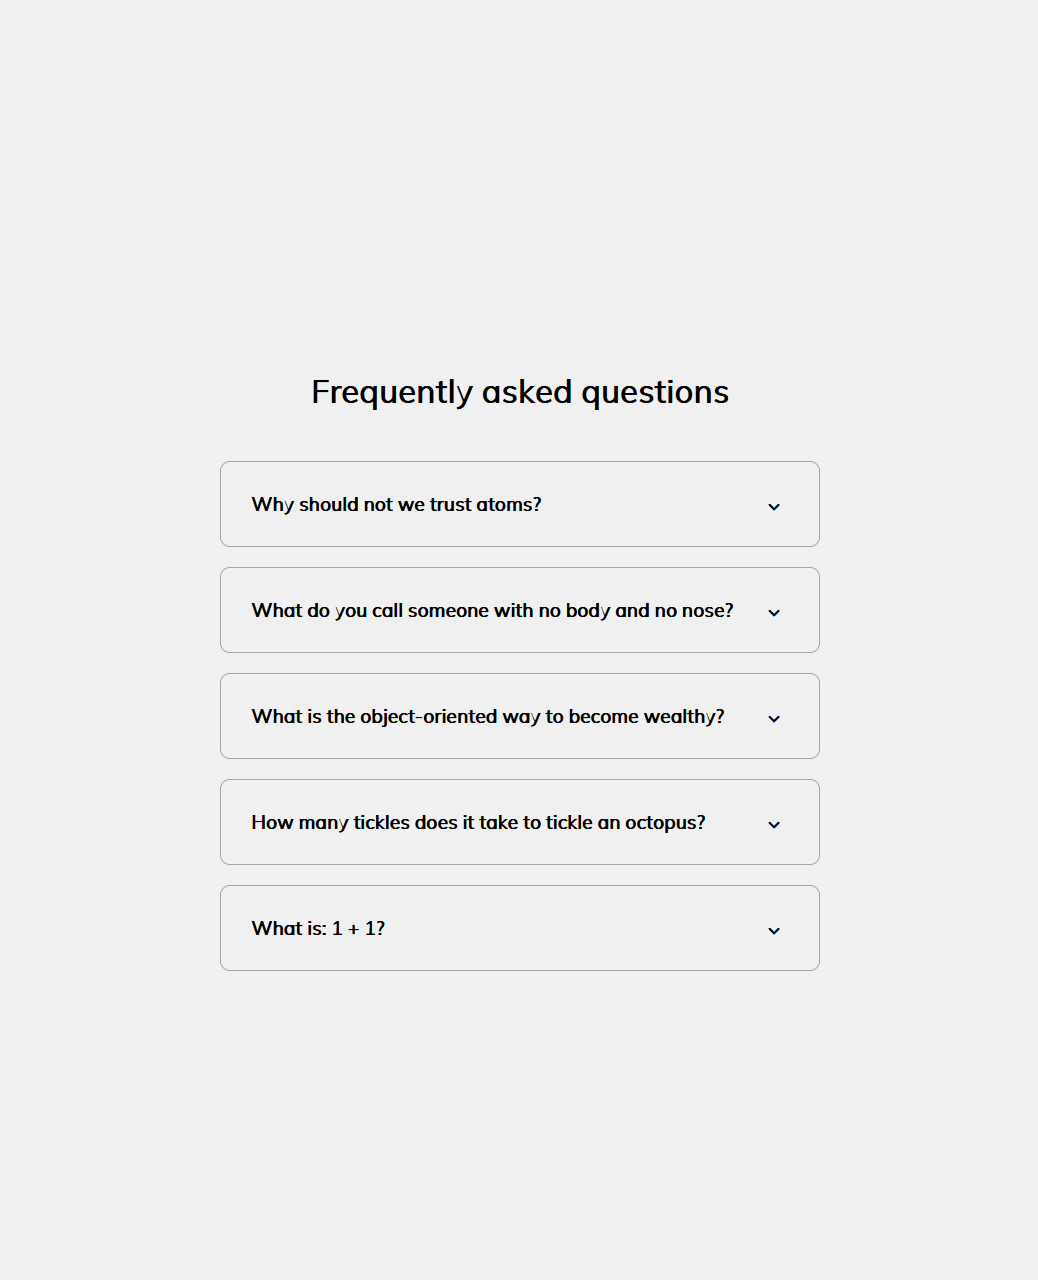 Frequently asked questions
Why should not we trust atoms?
What do you call someone with no body and no nose?
What is the object-oriented way to become wealthy?
How many tickles does it take to tickle an octopus?
What is: 1 + 1?